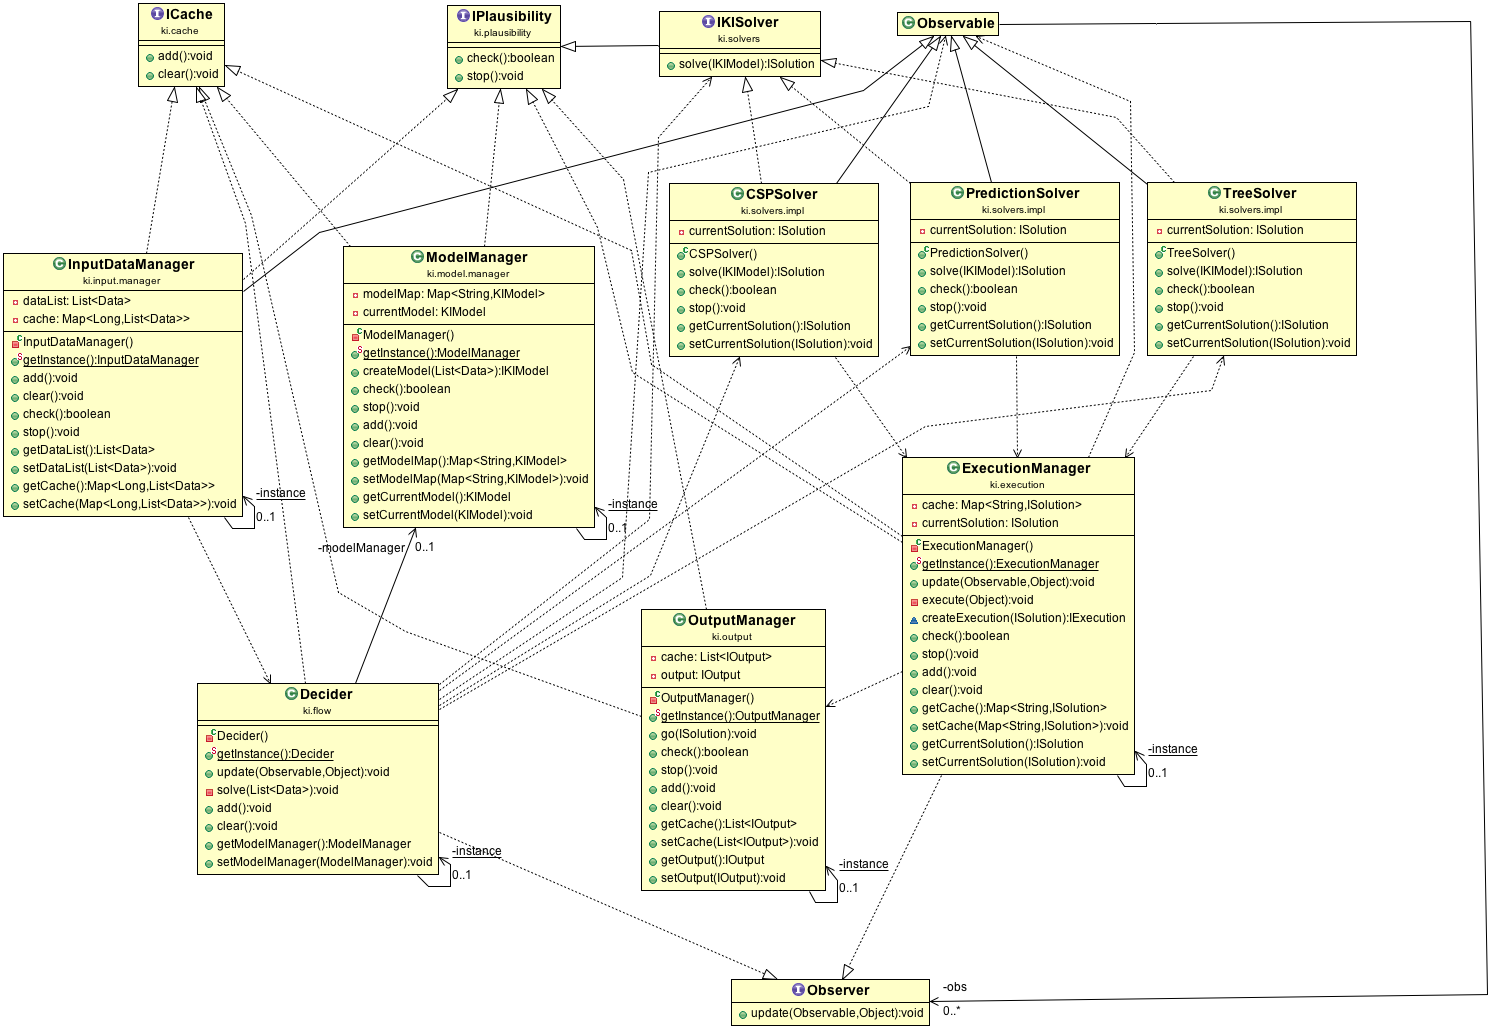 ICache
ki.cache
add():void
clear():void
IPlausibility
ki.plausibility
check():boolean
stop():void
IKISolver
ki.solvers
solve(IKIModel):ISolution
Observable
CSPSolver
ki.solvers.impl
currentSolution: ISolution
CSPSolver()
solve(IKIModel):ISolution
check():boolean
stop():void
getCurrentSolution():ISolution
setCurrentSolution(ISolution):void
PredictionSolver
ki.solvers.impl
currentSolution: ISolution
PredictionSolver()
solve(IKIModel):ISolution
check():boolean
stop():void
getCurrentSolution():ISolution
setCurrentSolution(ISolution):void
TreeSolver
ki.solvers.impl
currentSolution: ISolution
TreeSolver()
solve(IKIModel):ISolution
check():boolean
stop():void
getCurrentSolution():ISolution
setCurrentSolution(ISolution):void
InputDataManager
ki.input.manager
dataList: List<Data>
cache: Map<Long,List<Data>>
InputDataManager()
getInstance():InputDataManager
add():void
clear():void
check():boolean
stop():void
getDataList():List<Data>
setDataList(List<Data>):void
getCache():Map<Long,List<Data>>
setCache(Map<Long,List<Data>>):void
-instance
0..1
ModelManager
ki.model.manager
modelMap: Map<String,KIModel>
currentModel: KIModel
ModelManager()
getInstance():ModelManager
createModel(List<Data>):IKIModel
check():boolean
stop():void
add():void
clear():void
getModelMap():Map<String,KIModel>
setModelMap(Map<String,KIModel>):void
getCurrentModel():KIModel
setCurrentModel(KIModel):void
-instance
0..1
-modelManager
0..1
ExecutionManager
ki.execution
cache: Map<String,ISolution>
currentSolution: ISolution
ExecutionManager()
getInstance():ExecutionManager
update(Observable,Object):void
execute(Object):void
createExecution(ISolution):IExecution
check():boolean
stop():void
add():void
clear():void
getCache():Map<String,ISolution>
setCache(Map<String,ISolution>):void
getCurrentSolution():ISolution
setCurrentSolution(ISolution):void
-instance
0..1
OutputManager
ki.output
cache: List<IOutput>
output: IOutput
OutputManager()
getInstance():OutputManager
go(ISolution):void
check():boolean
stop():void
add():void
clear():void
getCache():List<IOutput>
setCache(List<IOutput>):void
getOutput():IOutput
setOutput(IOutput):void
-instance
0..1
Decider
ki.flow
Decider()
getInstance():Decider
update(Observable,Object):void
solve(List<Data>):void
add():void
clear():void
getModelManager():ModelManager
setModelManager(ModelManager):void
-instance
0..1
Observer
update(Observable,Object):void
-obs
0..*